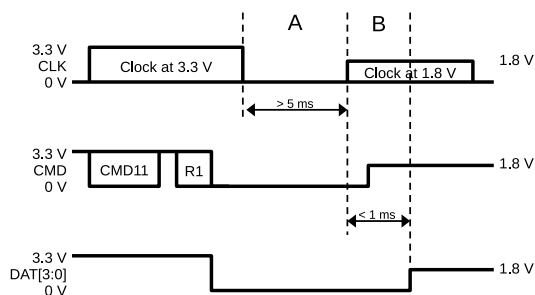 A B
3.3 V
CLK
0 V
Clock at 3.3 V
Clock at 1.8 V
1.8 V
> 5 ms
3.3 V
CMD
0 V
CMD11
R1
1.8 V
< 1 ms
3.3 V
DAT[3:0]
0 V
1.8 V